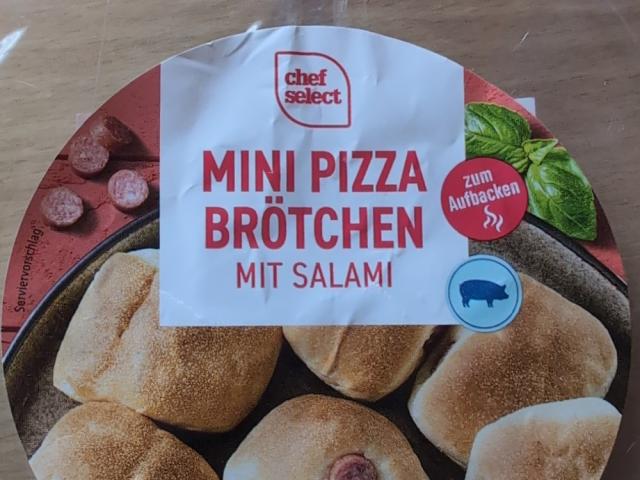 chef
select
MINI PIZZA
BRÖTCHEN
MIT SALAMI
zum
Aufbacken
Serviervorschlag